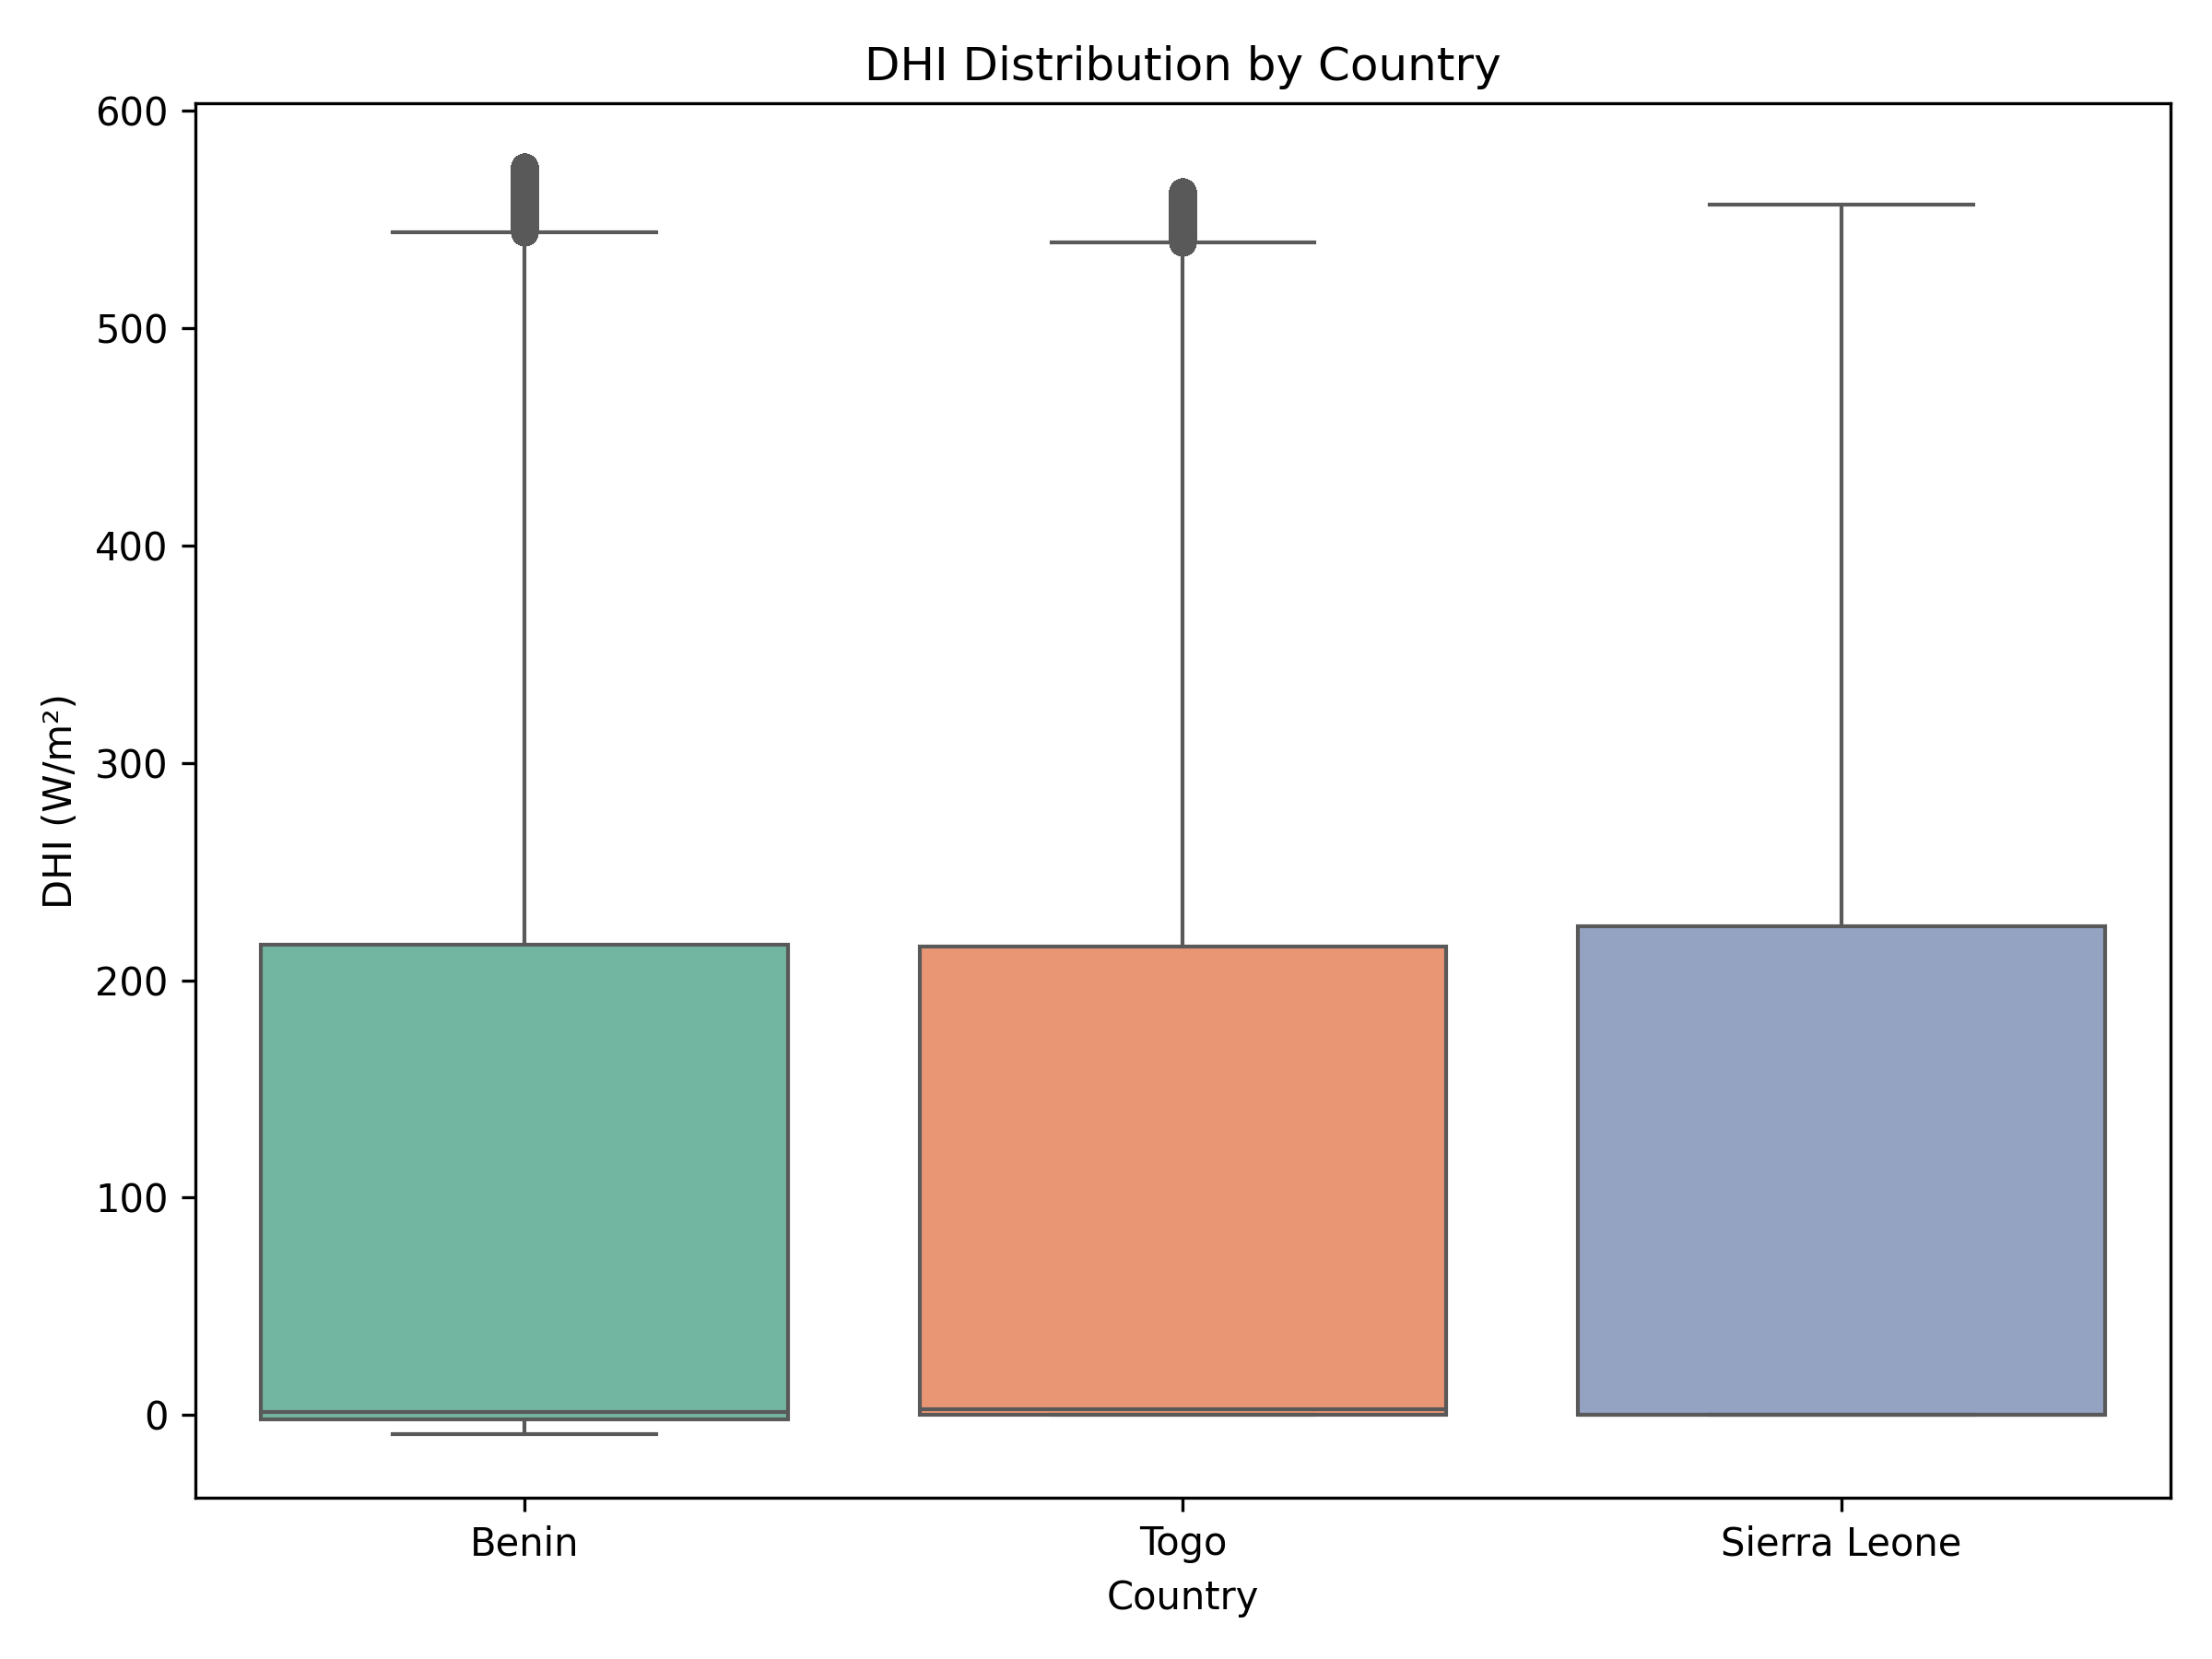 DHI Distribution by Country
DHI (W/m²)
600
500
400
300
200
100
0
Benin
Togo
Sierra Leone
Country